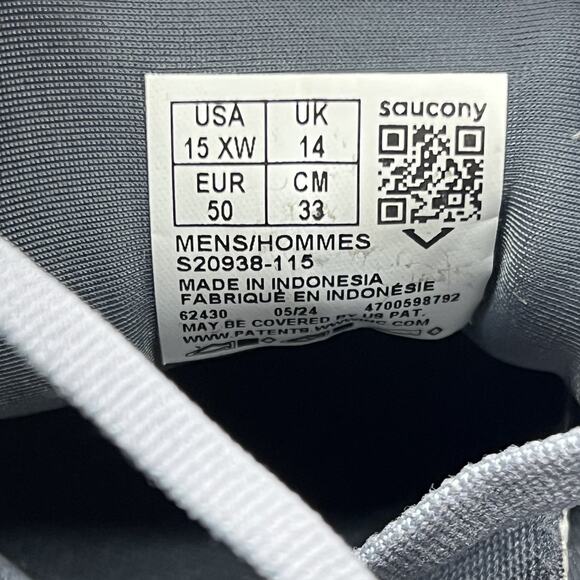 USA UK
15 XW 14
EUR CM
50 33
saucony
MENS/HOMMES
S20938-115
MADE IN INDONESIA
FABRIQUÉ EN INDONÉSIE
62430 05/24 4700598792
MAY BE COVERED BY US PAT.